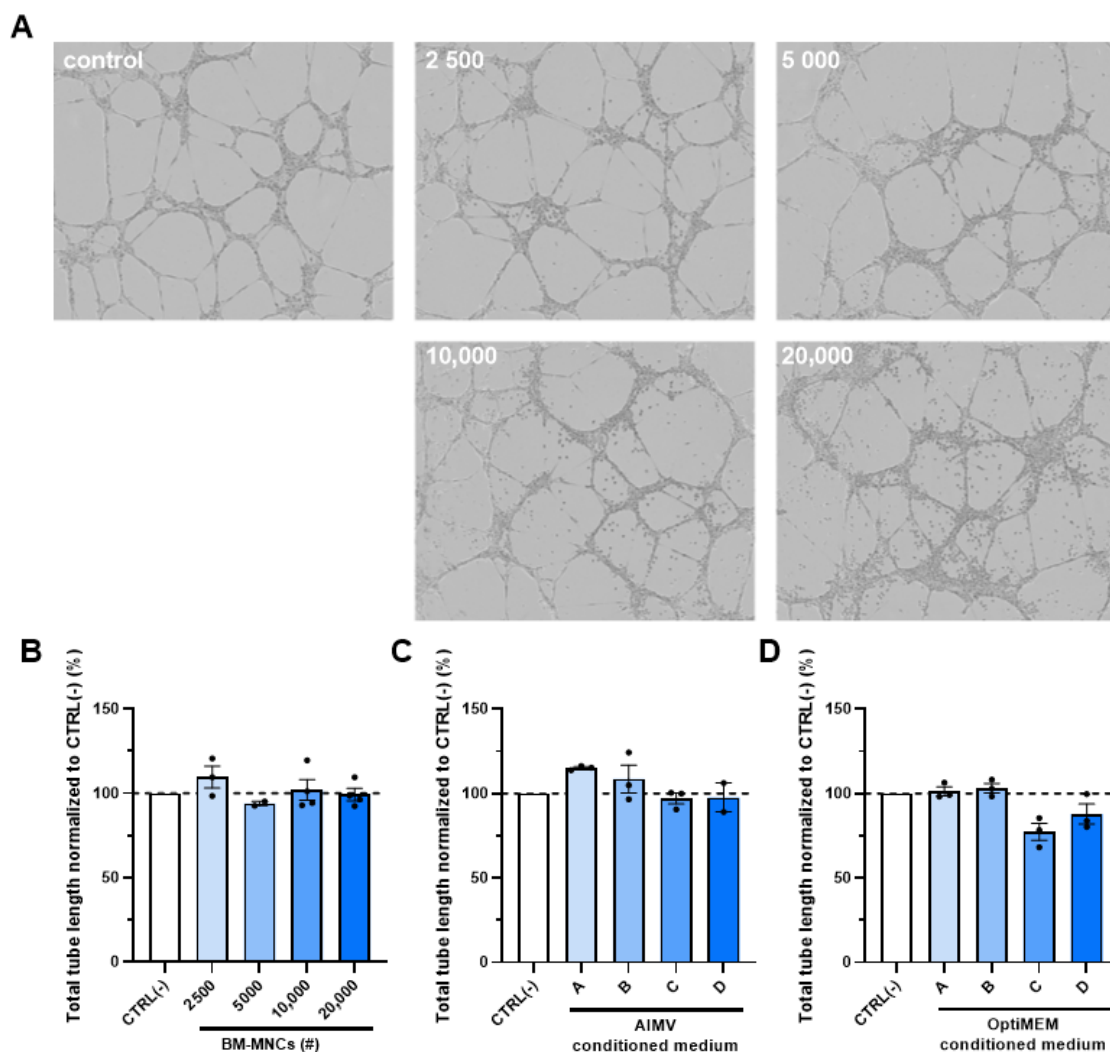 A
control
2 500
5 000
10,000
20,000
B
Total tube length normalized to CTRL(-) (%)
150
100
50
0
CTRL(-)
2500
5000
10,000
20,000
BM-MNCs (#)
C
Total tube length normalized to CTRL(-) (%)
150
100
50
0
CTRL(-)
A
B
C
D
AIMV
conditioned medium
D
Total tube length normalized to CTRL(-) (%)
150
100
50
0
CTRL(-)
A
B
C
D
OptiMEM
conditioned medium